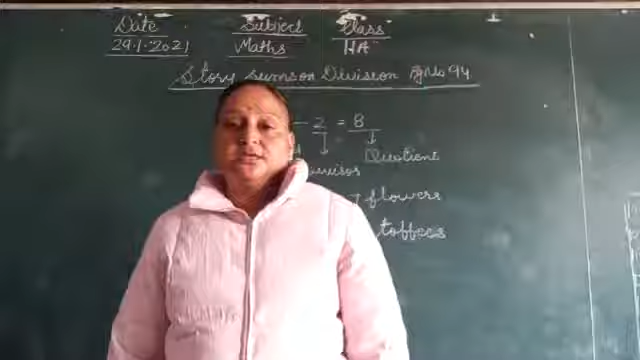 Date Subject Class
29.1.2021 Maths II A
Story sums on Division Pg No 94
- 2 = 8
Quotient
flowers
toffees